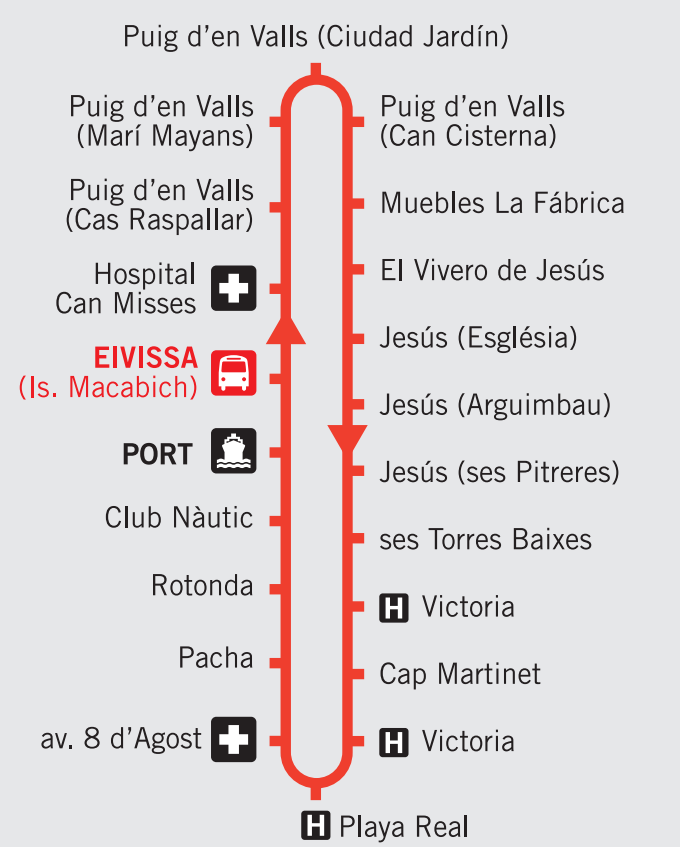 Puig d'en Valls (Ciudad Jardín)
Puig d'en Valls
(Marí Mayans)
Puig d'en Valls
(Cas Raspallar)
Hospital
Can Misses
EIVISSA
(Is. Macabich)
PORT
Club Nàutic
Rotonda
Pacha
av. 8 d'Agost
Puig d'en Valls
(Can Cisterna)
Muebles La Fábrica
El Vivero de Jesús
Jesús (Església)
Jesús (Arguimbau)
Jesús (ses Pitreres)
ses Torres Baixes
H Victoria
Cap Martinet
H Victoria
H Playa Real